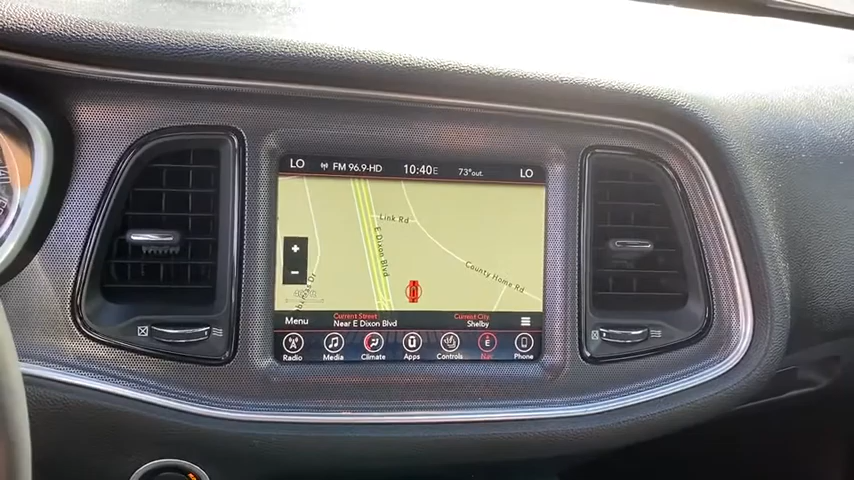 LO FM 96.9-HD 10:40E 73°OUT LO
Link Rd
E Dixon Blvd
County Home Rd
Menu
Current Street
Near E Dixon Blvd
Current City
Shelby
Radio Media Climate Apps Controls Nav Phone